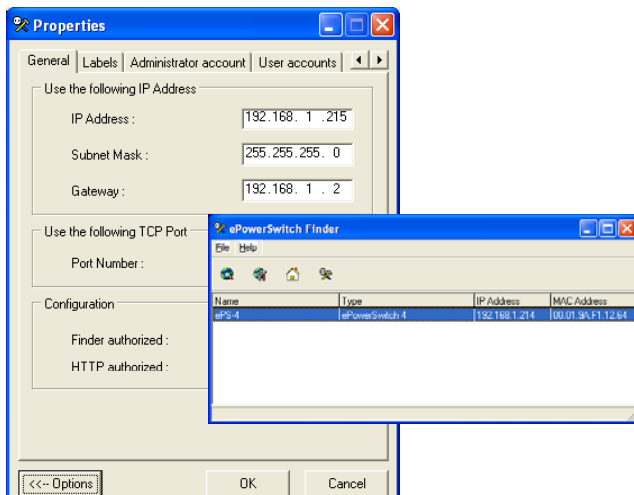 Properties
General Labels Administrator account User accounts
Use the following IP Address
IP Address : 192.168. 1 .215
Subnet Mask : 255.255.255. 0
Gateway : 192.168. 1 . 2
Use the following TCP Port
Port Number :
Configuration
Finder authorized :
HTTP authorized :
<<-- Options OK Cancel
ePowerSwitch Finder
File Help
Name Type IP Address MAC Address
ePS-4 ePowerSwitch 4 192.168.1.214 00.01.9A.F1.12.64